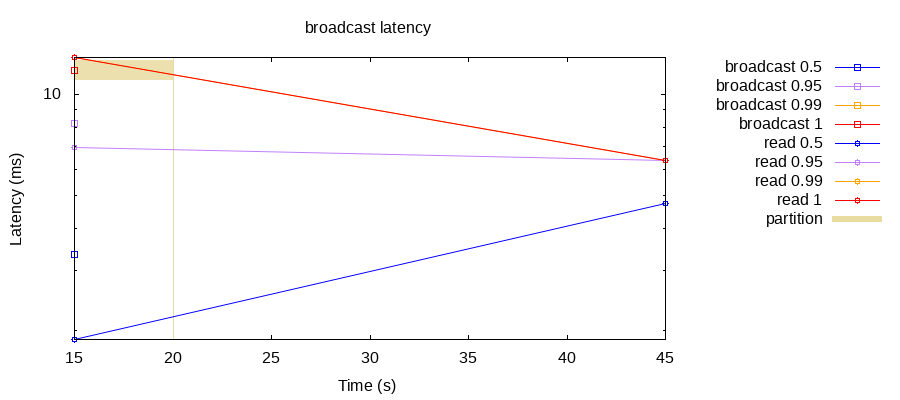 broadcast latency
10
Latency (ms)
15 20 25 30 35 40 45
Time (s)
broadcast 0.5
broadcast 0.95
broadcast 0.99
broadcast 1
read 0.5
read 0.95
read 0.99
read 1
partition